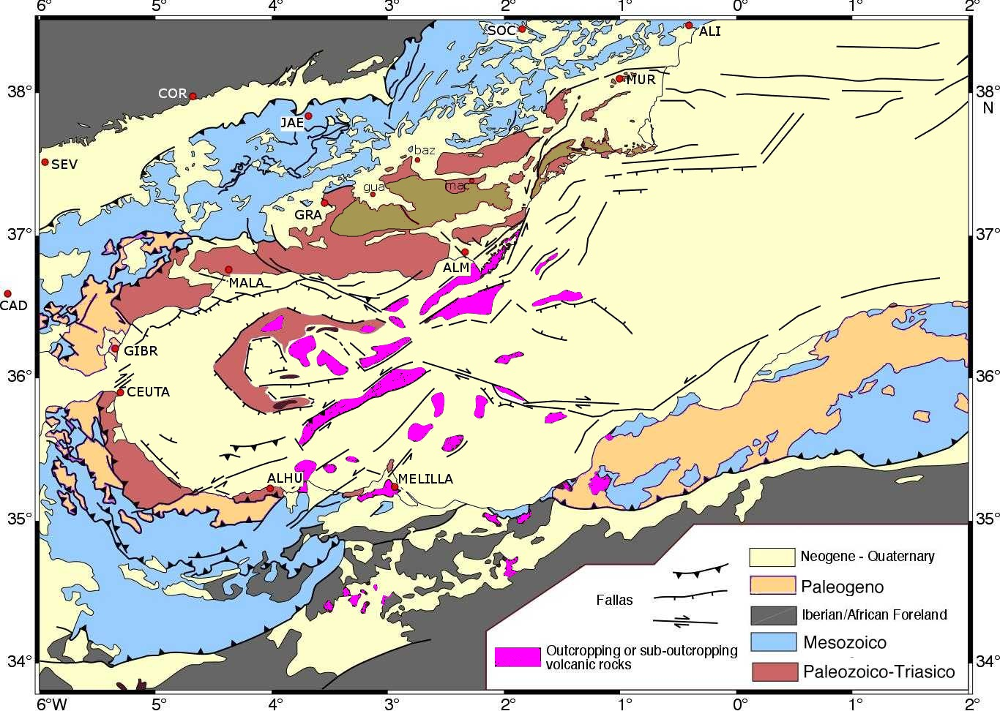 6° 5° 4° 3° 2° 1° 0° 1° 2°
SOC
ALI
MUR
38°
COR
38°
N
JAE
baz
SEV
gua
mac
GRA
37°
37°
ALM
MALA
CAD
GIBR
36°
36°
CEUTA
ALHU
MELILLA
35°
35°
Neogene - Quaternary
Paleogeno
Fallas
Iberian/African Foreland
Mesozoico
Outcropping or sub-outcropping
volcanic rocks
Paleozoico-Triasico
34°
34°
6°W 5° 4° 3° 2° 1° 0° 1° 2°